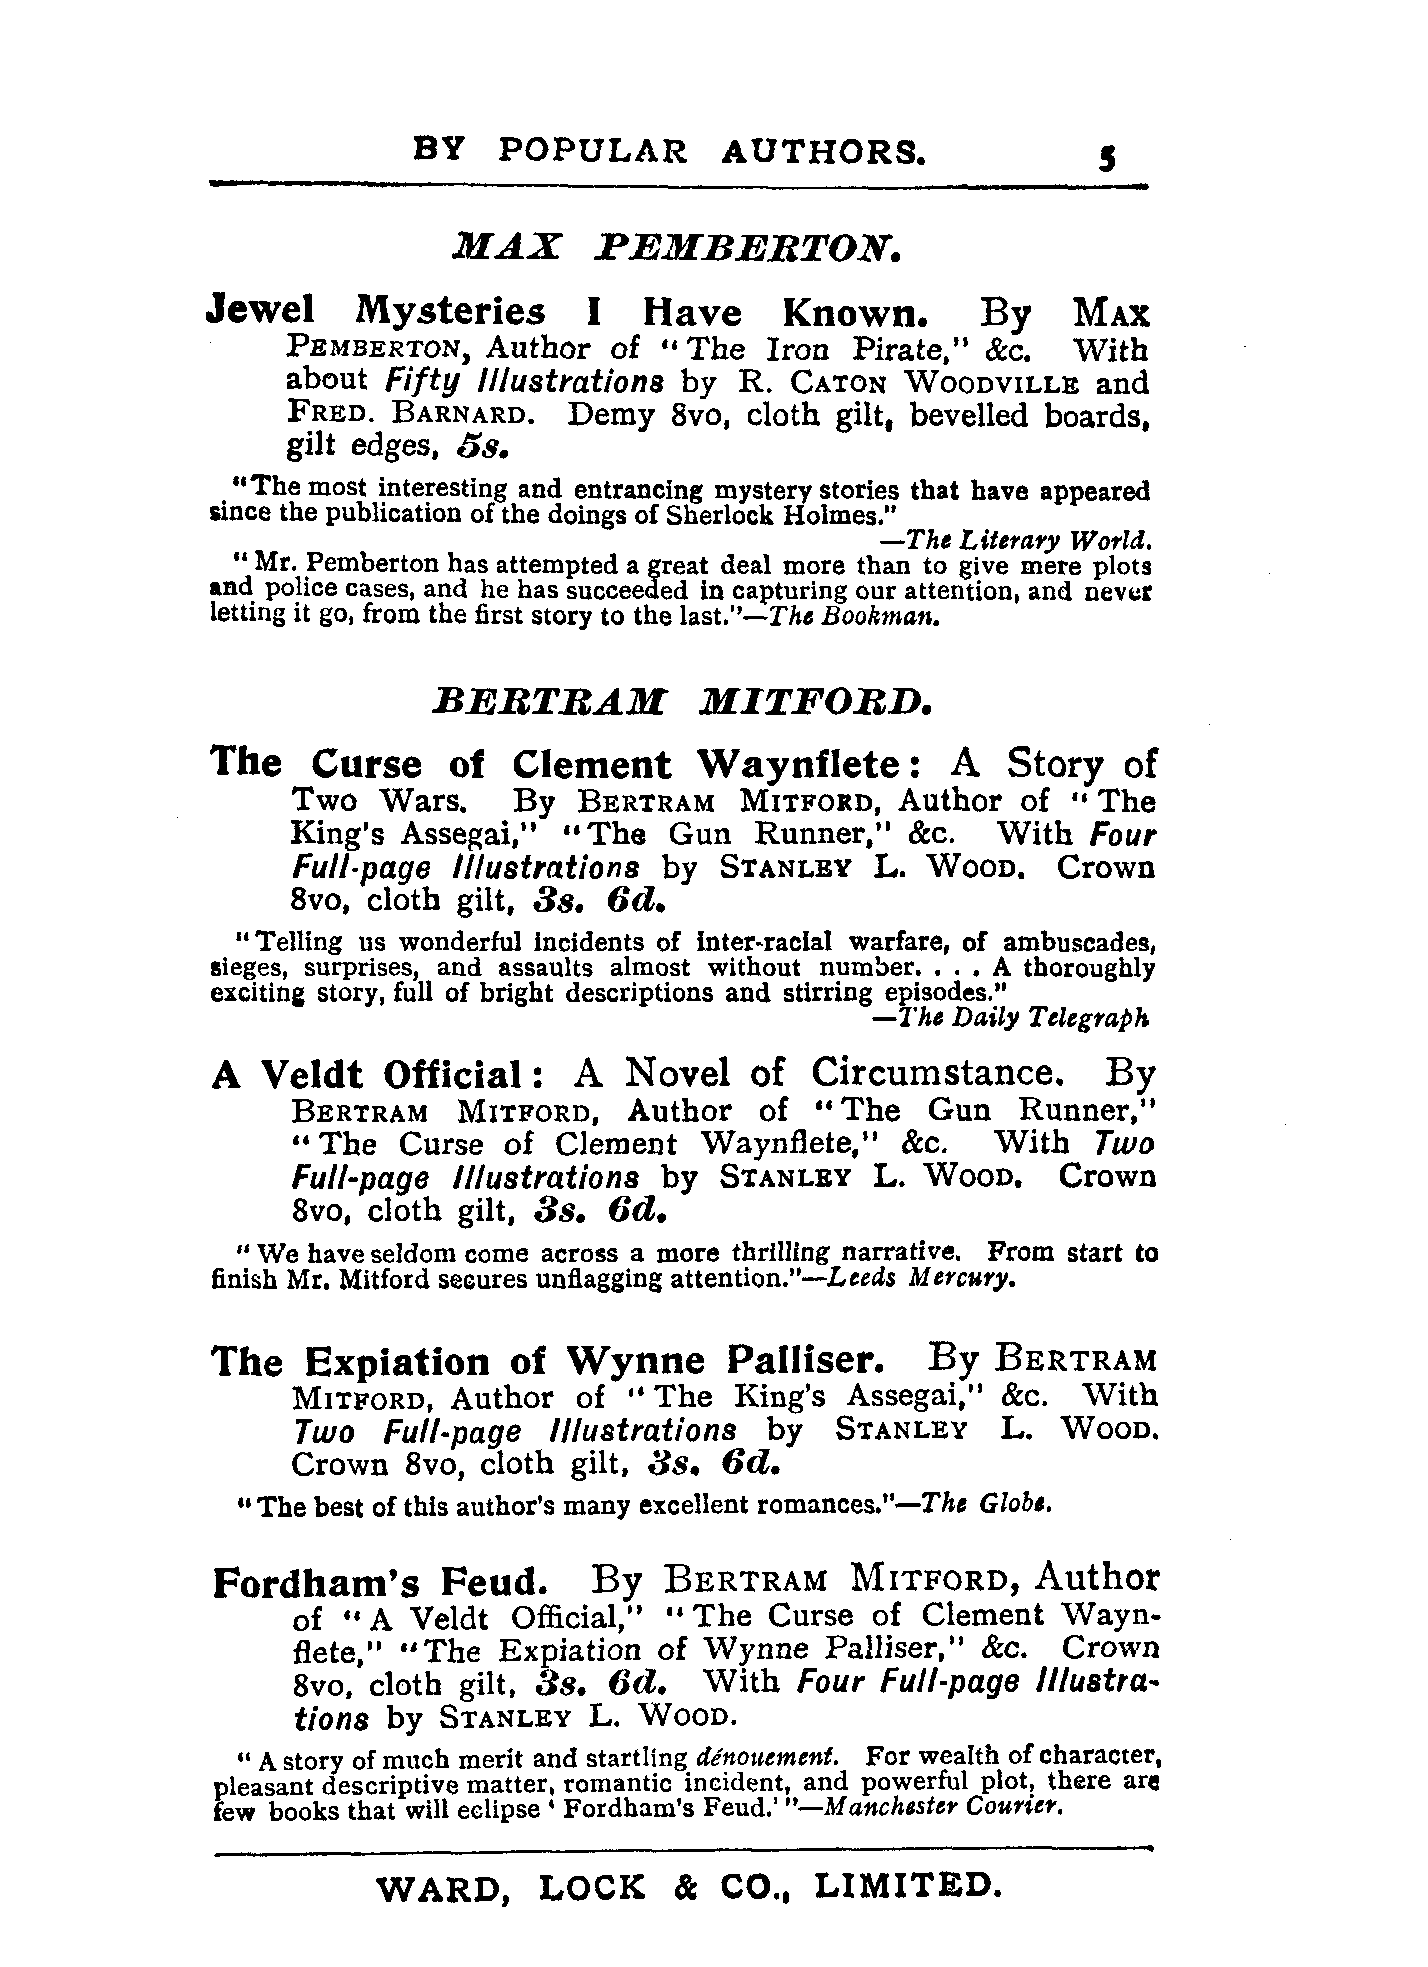 BY POPULAR AUTHORS. 5
MAX PEMBERTON.
Jewel Mysteries I Have Known. By MAX
PEMBERTON, Author of "The Iron Pirate," &c. With
about Fifty Illustrations by R. CATON WOODVILLE and
FRED. BARNARD. Demy 8vo, cloth gilt, bevelled boards,
gilt edges, 5s.
"The most interesting and entrancing mystery stories that have appeared
since the publication of the doings of Sherlock Holmes."
—The Literary World.
"Mr. Pemberton has attempted a great deal more than to give mere plots
and police cases, and he has succeeded in capturing our attention, and never
letting it go, from the first story to the last."—The Bookman.
BERTRAM MITFORD.
The Curse of Clement Waynflete: A Story of
Two Wars. By BERTRAM MITFORD, Author of "The
King's Assegai," "The Gun Runner," &c. With Four
Full-page Illustrations by STANLEY L. WOOD. Crown
8vo, cloth gilt, 3s. 6d.
"Telling us wonderful incidents of inter-racial warfare, of ambuscades,
sieges, surprises, and assaults almost without number. . . . A thoroughly
exciting story, full of bright descriptions and stirring episodes."
—The Daily Telegraph
A Veldt Official: A Novel of Circumstance. By
BERTRAM MITFORD, Author of "The Gun Runner,"
"The Curse of Clement Waynflete," &c. With Two
Full-page Illustrations by STANLEY L. WOOD. Crown
8vo, cloth gilt, 3s. 6d.
"We have seldom come across a more thrilling narrative. From start to
finish Mr. Mitford secures unflagging attention."—Leeds Mercury.
The Expiation of Wynne Palliser. By BERTRAM
MITFORD, Author of "The King's Assegai," &c. With
Two Full-page Illustrations by STANLEY L. WOOD.
Crown 8vo, cloth gilt, 3s. 6d.
"The best of this author's many excellent romances."—The Globe.
Fordham's Feud. By BERTRAM MITFORD, Author
of "A Veldt Official," "The Curse of Clement Wayn-
flete," "The Expiation of Wynne Palliser," &c. Crown
8vo, cloth gilt, 3s. 6d. With Four Full-page Illustra-
tions by STANLEY L. WOOD.
"A story of much merit and startling dénouement. For wealth of character,
pleasant descriptive matter, romantic incident, and powerful plot, there are
few books that will eclipse 'Fordham's Feud.'"—Manchester Courier.
WARD, LOCK & CO., LIMITED.